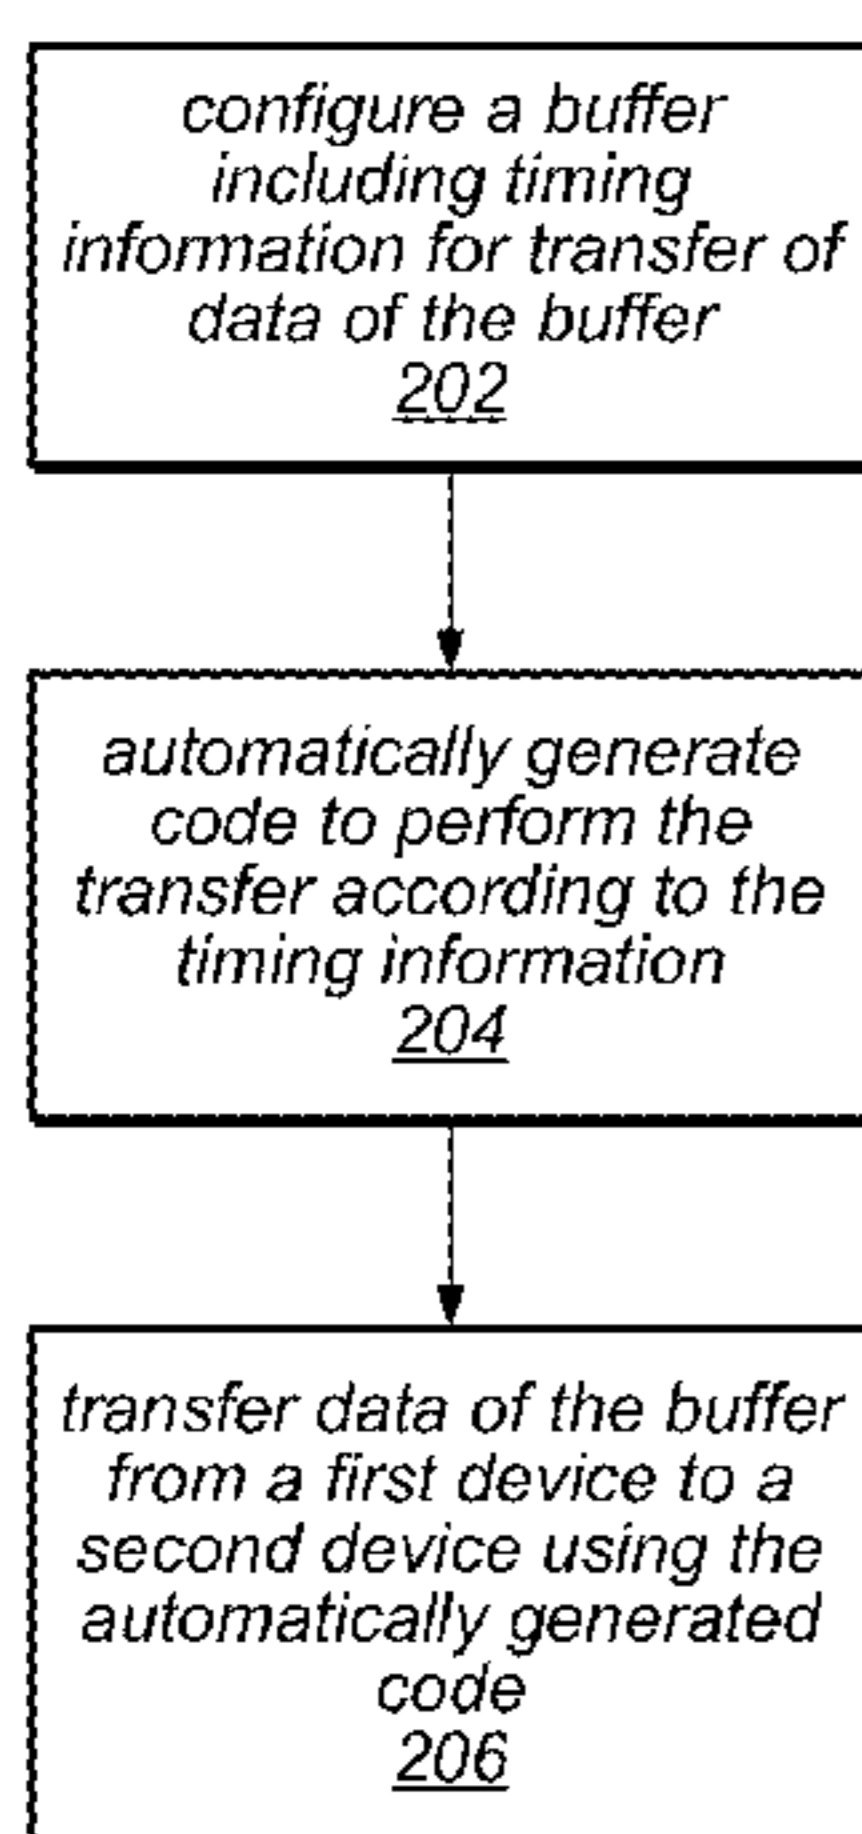 configure a buffer
including timing
information for transfer of
data of the buffer
202
automatically generate
code to perform the
transfer according to the
timing information
204
transfer data of the buffer
from a first device to a
second device using the
automatically generated
code
206